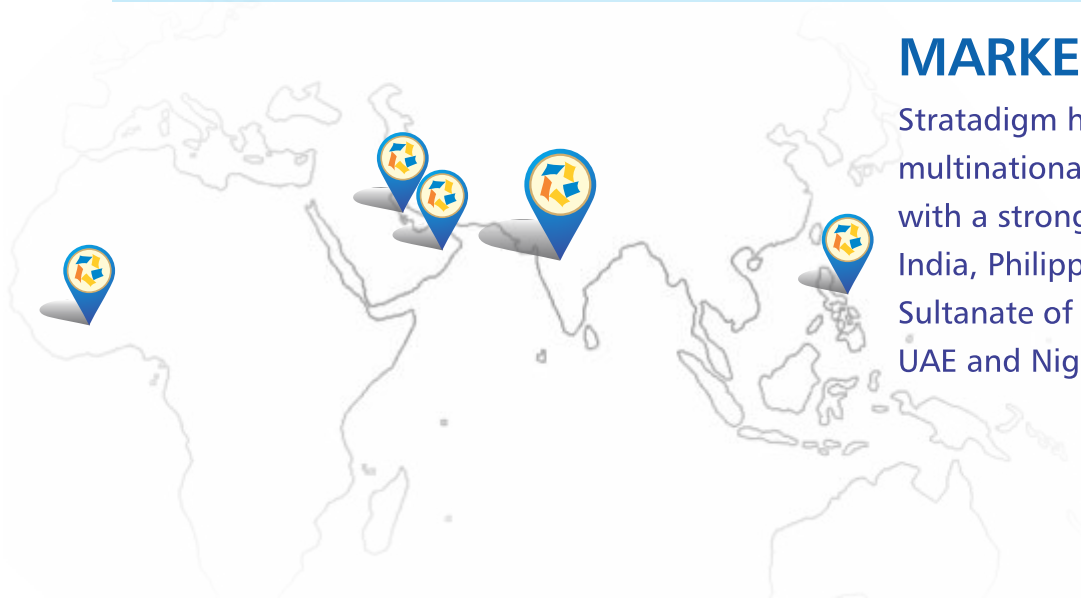 MARKE
Stratadigm h
multinationa
with a strong
India, Philipp
Sultanate of
UAE and Nig